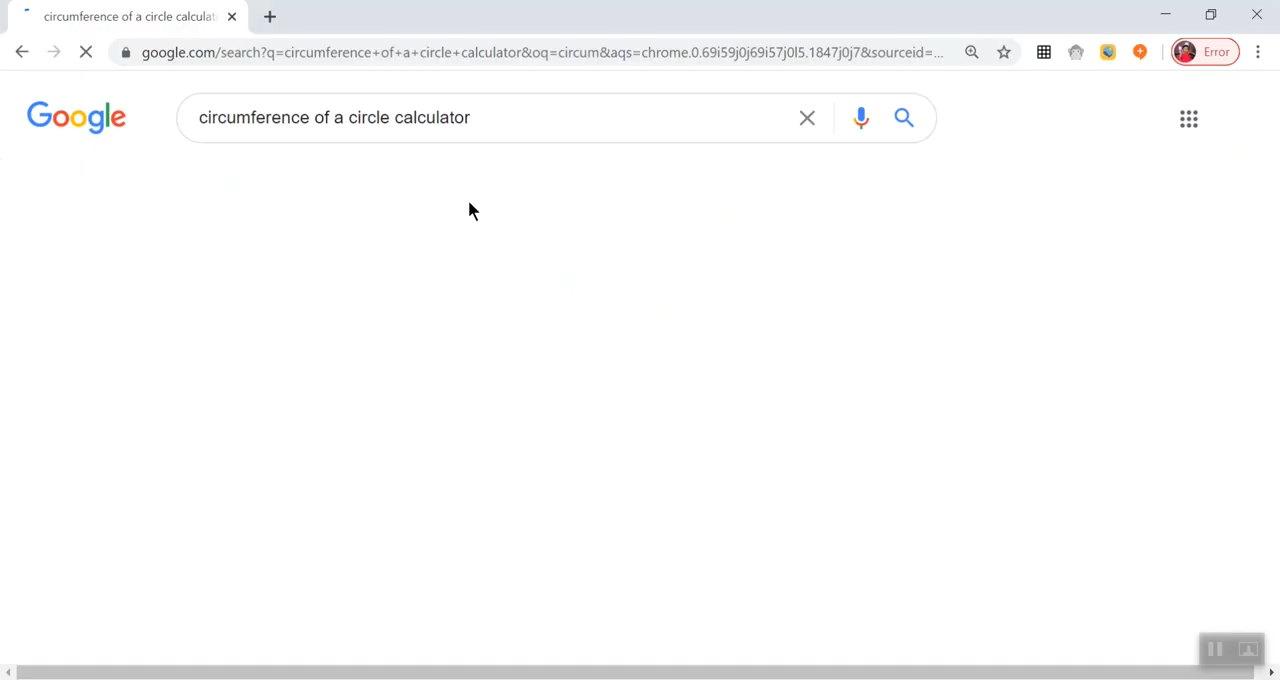 circumference of a circle calculat
google.com/search?q=circumference+of+a+circle+calculator&oq=circum&aqs=chrome.0.69i59j0j69i57j0l5.1847j0j7&sourceid=...
Error
Google
circumference of a circle calculator